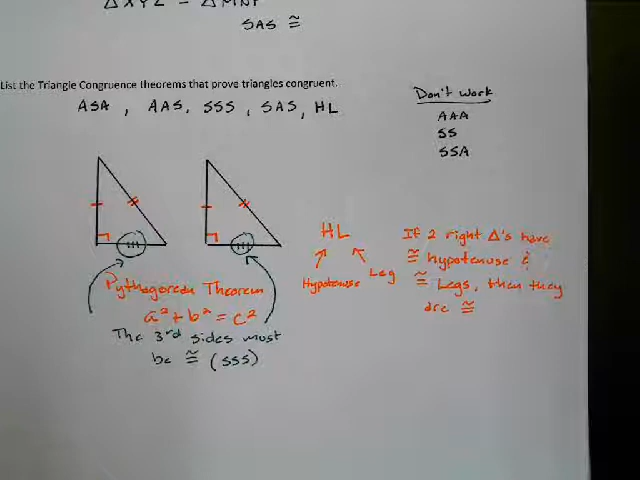 Δ XYZ = Δ MNP
SAS ≅
List the Triangle Congruence theorems that prove triangles congruent.
ASA , AAS, SSS , SAS, HL
Don't Work
AAA
SS
SSA
HL
Hypotenuse
Leg
If 2 right Δ's have
≅ hypotenuse &
≅ Legs, then they
are ≅
Pythagorean Theorem
a² + b² = c²
The 3rd sides must
be ≅ (SSS)